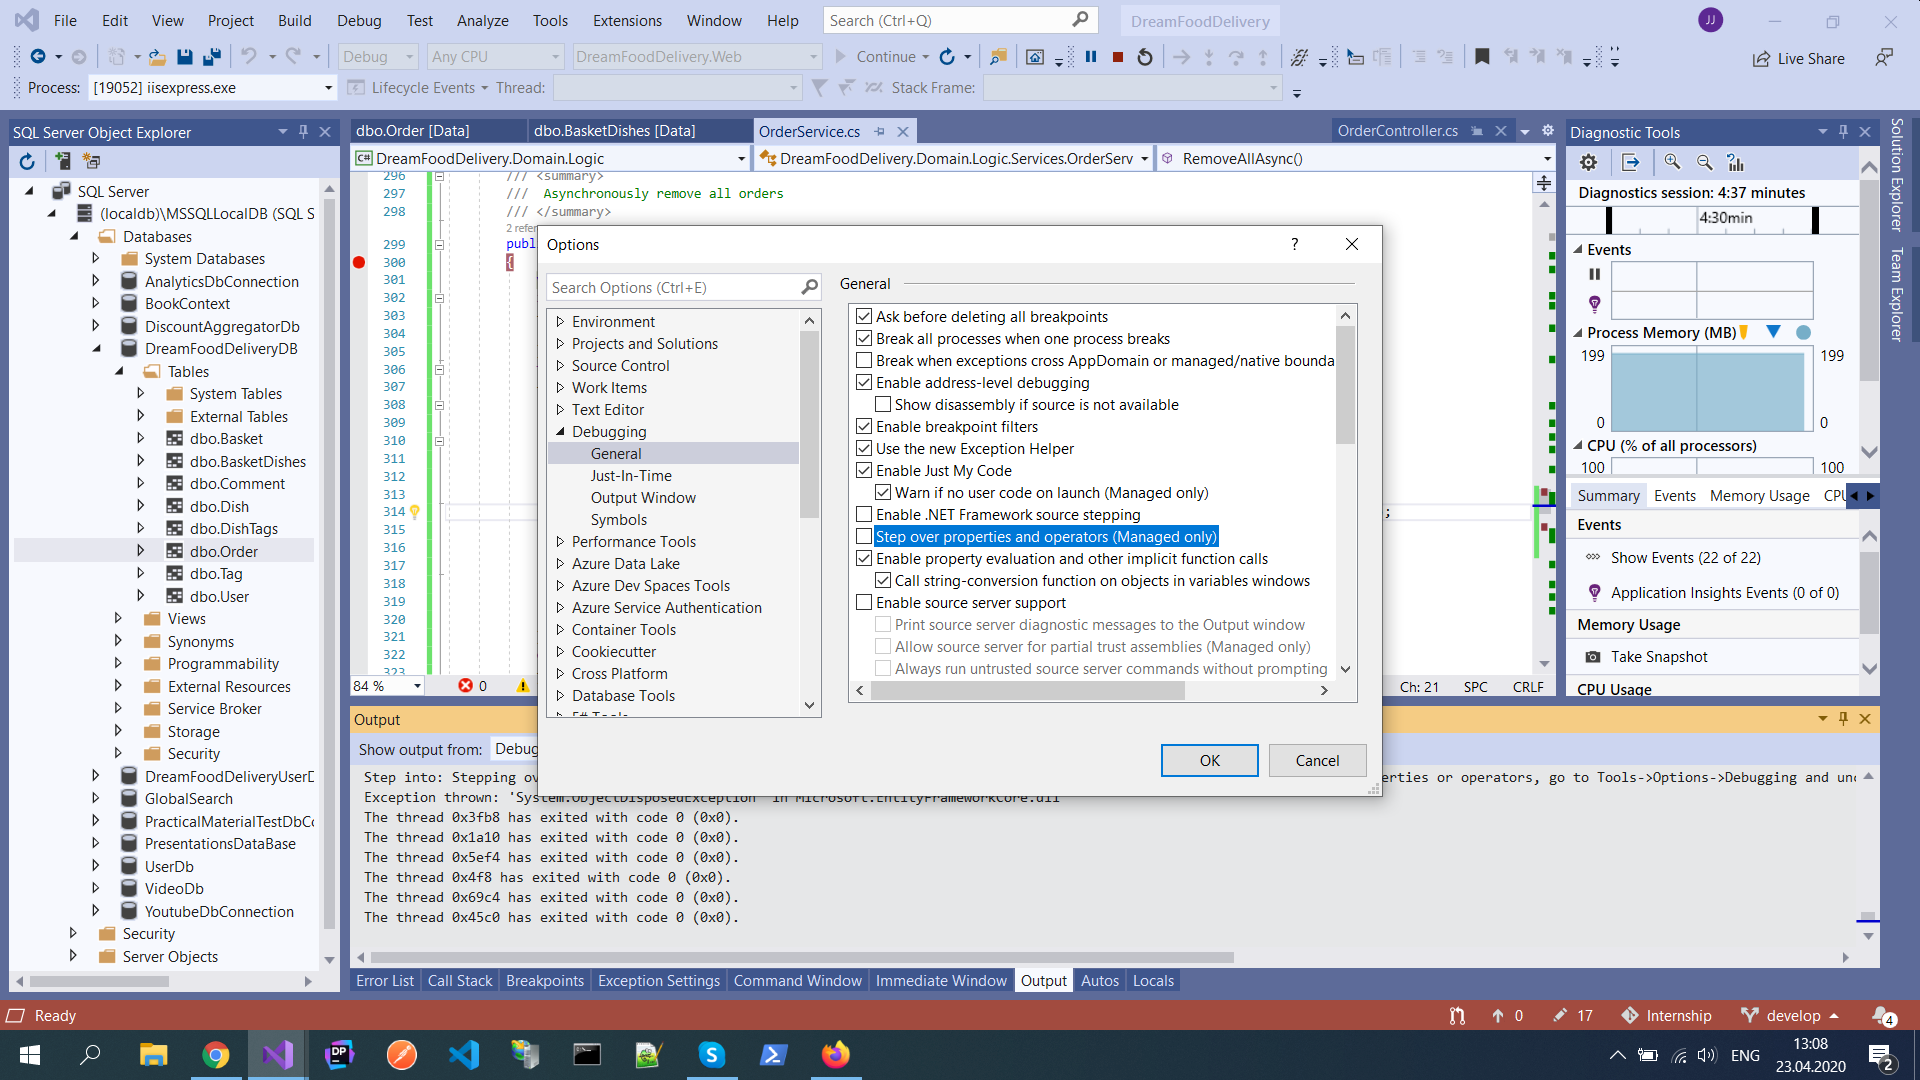 File Edit View Project Build Debug Test Analyze Tools Extensions Window Help Search (Ctrl+Q) DreamFoodDelivery JJ
Debug Any CPU DreamFoodDelivery.Web Continue Live Share
Process: [19052] iisexpress.exe Lifecycle Events Thread: Stack Frame:
SQL Server Object Explorer
SQL Server
(localdb)\MSSQLLocalDB (SQL S
Databases
System Databases
AnalyticsDbConnection
BookContext
DiscountAggregatorDb
DreamFoodDeliveryDB
Tables
System Tables
External Tables
dbo.Basket
dbo.BasketDishes
dbo.Comment
dbo.Dish
dbo.DishTags
dbo.Order
dbo.Tag
dbo.User
Views
Synonyms
Programmability
External Resources
Service Broker
Storage
Security
DreamFoodDeliveryUserD
GlobalSearch
PracticalMaterialTestDbCo
PresentationsDataBase
UserDb
VideoDb
YoutubeDbConnection
Security
Server Objects
dbo.Order [Data] dbo.BasketDishes [Data] OrderService.cs OrderController.cs
C# DreamFoodDelivery.Domain.Logic DreamFoodDelivery.Domain.Logic.Services.OrderServ RemoveAllAsync()
296 /// <summary>
297 /// Asynchronously remove all orders
298 /// </summary>
2 refer
299 publ
300 {
301
302
303
304
305
306
307
308
309
310
311
312
313
314 ;
315
316
317
318
319
320
321
322
323
84 % 0 Ch: 21 SPC CRLF
Options ?
Search Options (Ctrl+E)
Environment
Projects and Solutions
Source Control
Work Items
Text Editor
Debugging
General
Just-In-Time
Output Window
Symbols
Performance Tools
Azure Data Lake
Azure Dev Spaces Tools
Azure Service Authentication
Container Tools
Cookiecutter
Cross Platform
Database Tools
F# Tools
General
Ask before deleting all breakpoints
Break all processes when one process breaks
Break when exceptions cross AppDomain or managed/native bounda
Enable address-level debugging
Show disassembly if source is not available
Enable breakpoint filters
Use the new Exception Helper
Enable Just My Code
Warn if no user code on launch (Managed only)
Enable .NET Framework source stepping
Step over properties and operators (Managed only)
Enable property evaluation and other implicit function calls
Call string-conversion function on objects in variables windows
Enable source server support
Print source server diagnostic messages to the Output window
Allow source server for partial trust assemblies (Managed only)
Always run untrusted source server commands without prompting
OK Cancel
Diagnostic Tools
Diagnostics session: 4:37 minutes
4:30min
Events
Process Memory (MB)
199 199
0 0
CPU (% of all processors)
100 100
Summary Events Memory Usage CPU
Events
Show Events (22 of 22)
Application Insights Events (0 of 0)
Memory Usage
Take Snapshot
CPU Usage
Solution Explorer
Team Explorer
Output
Show output from: Debug
Step into: Stepping ov erties or operators, go to Tools->Options->Debugging and unc
Exception thrown: 'System.ObjectDisposedException' in Microsoft.EntityFrameworkCore.dll
The thread 0x3fb8 has exited with code 0 (0x0).
The thread 0x1a10 has exited with code 0 (0x0).
The thread 0x5ef4 has exited with code 0 (0x0).
The thread 0x4f8 has exited with code 0 (0x0).
The thread 0x69c4 has exited with code 0 (0x0).
The thread 0x45c0 has exited with code 0 (0x0).
Error List Call Stack Breakpoints Exception Settings Command Window Immediate Window Output Autos Locals
Ready 0 17 Internship develop 4
DP ENG 13:08
23.04.2020 2